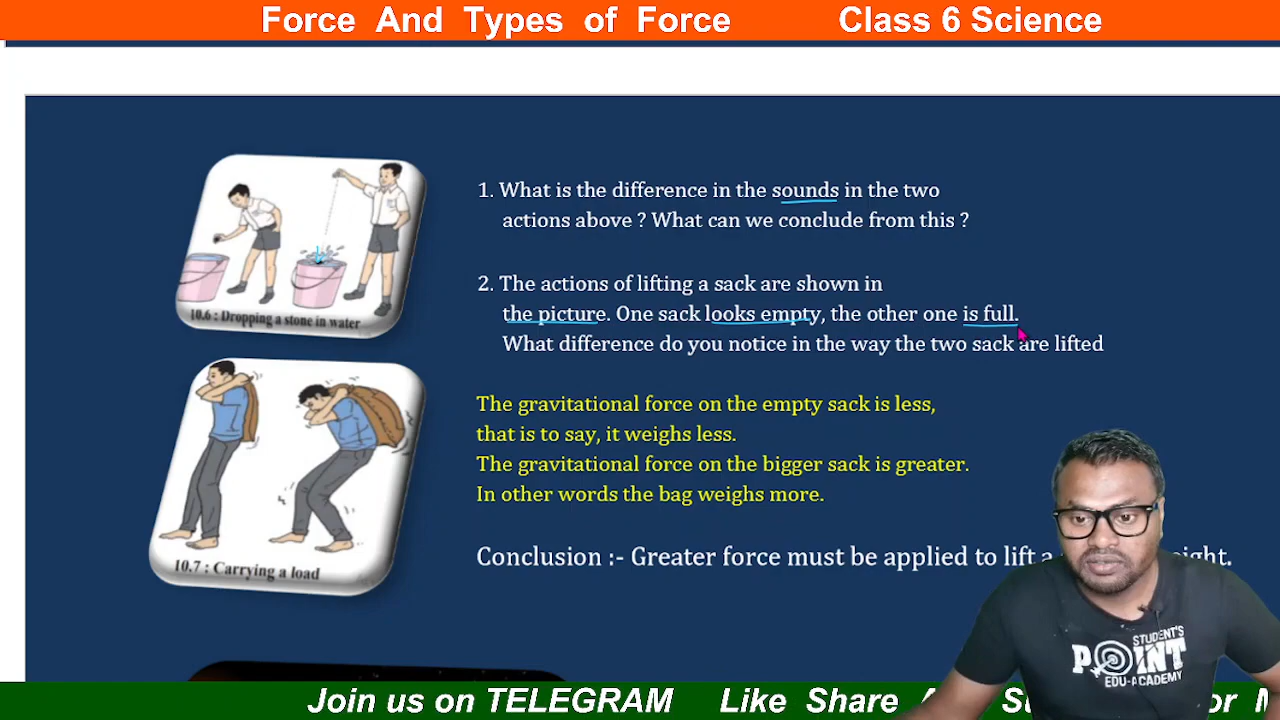 Force And Types of Force Class 6 Science
1. What is the difference in the sounds in the two
actions above ? What can we conclude from this ?
2. The actions of lifting a sack are shown in
the picture. One sack looks empty, the other one is full.
What difference do you notice in the way the two sack are lifted
10.6 : Dropping a stone in water
The gravitational force on the empty sack is less,
that is to say, it weighs less.
The gravitational force on the bigger sack is greater.
In other words the bag weighs more.
Conclusion :- Greater force must be applied to lift a
10.7 : Carrying a load
STUDENT'S
POINT
EDU-ACADEMY
Join us on TELEGRAM Like Share